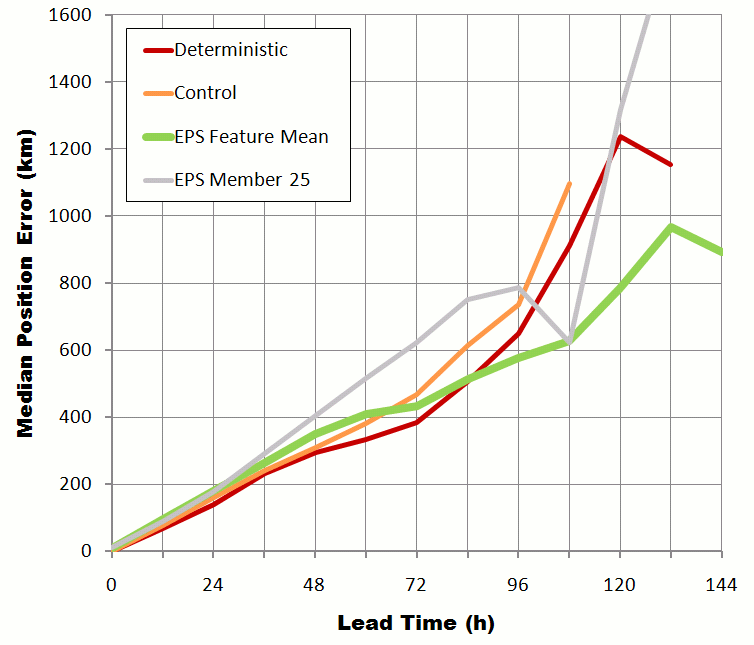 1600
1400
1200
1000
800
600
400
200
0
Median Position Error (km)
Deterministic
Control
EPS Feature Mean
EPS Member 25
0 24 48 72 96 120 144
Lead Time (h)